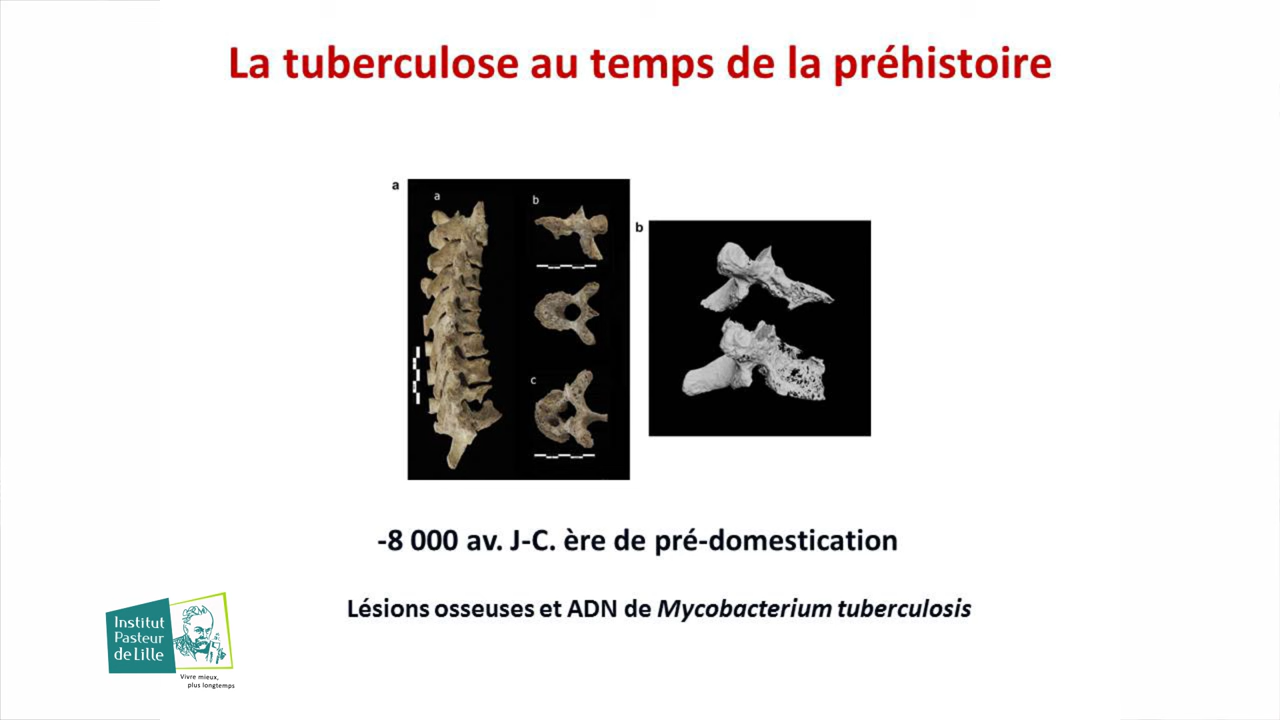 La tuberculose au temps de la préhistoire
a
a
b
c
b
-8 000 av. J-C. ère de pré-domestication
Lésions osseuses et ADN de Mycobacterium tuberculosis
Institut
Pasteur
de Lille
Vivre mieux,
plus longtemps